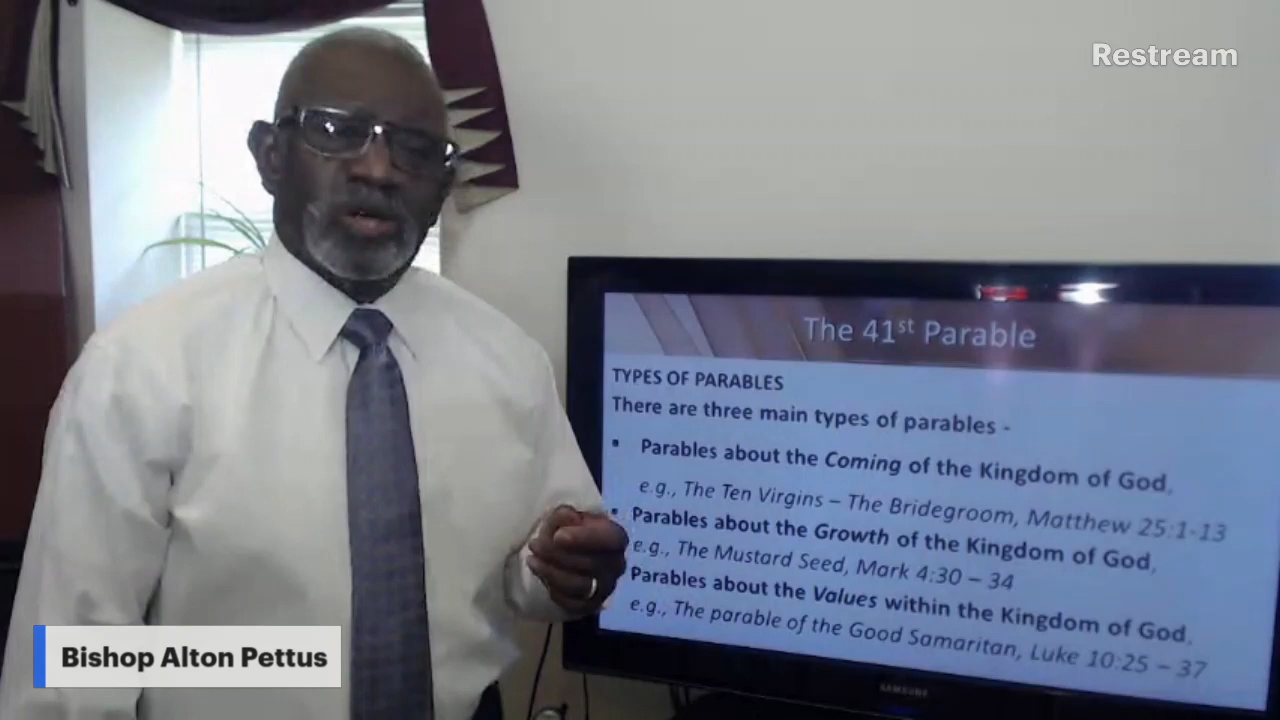 Restream
The 41st Parable
TYPES OF PARABLES
There are three main types of parables -
▪ Parables about the Coming of the Kingdom of God,
e.g., The Ten Virgins – The Bridegroom, Matthew 25:1-13
▪ Parables about the Growth of the Kingdom of God,
e.g., The Mustard Seed, Mark 4:30 – 34
Parables about the Values within the Kingdom of God,
e.g., The parable of the Good Samaritan, Luke 10:25 – 37
SAMSUNG
Bishop Alton Pettus